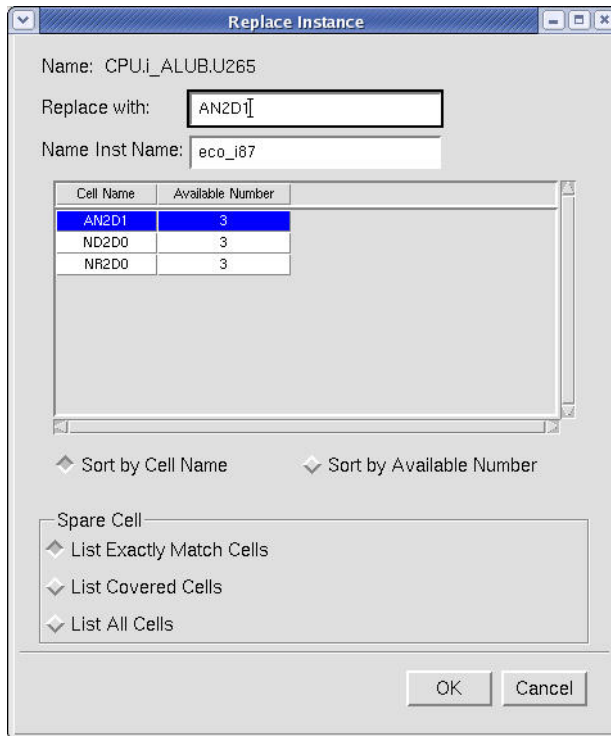 Replace Instance
Name: CPU.i_ALUB.U265
Replace with: AN2D1
Name Inst Name: eco_i87
Cell Name Available Number
AN2D1 3
ND2D0 3
NR2D0 3
Sort by Cell Name Sort by Available Number
Spare Cell
List Exactly Match Cells
List Covered Cells
List All Cells
OK Cancel